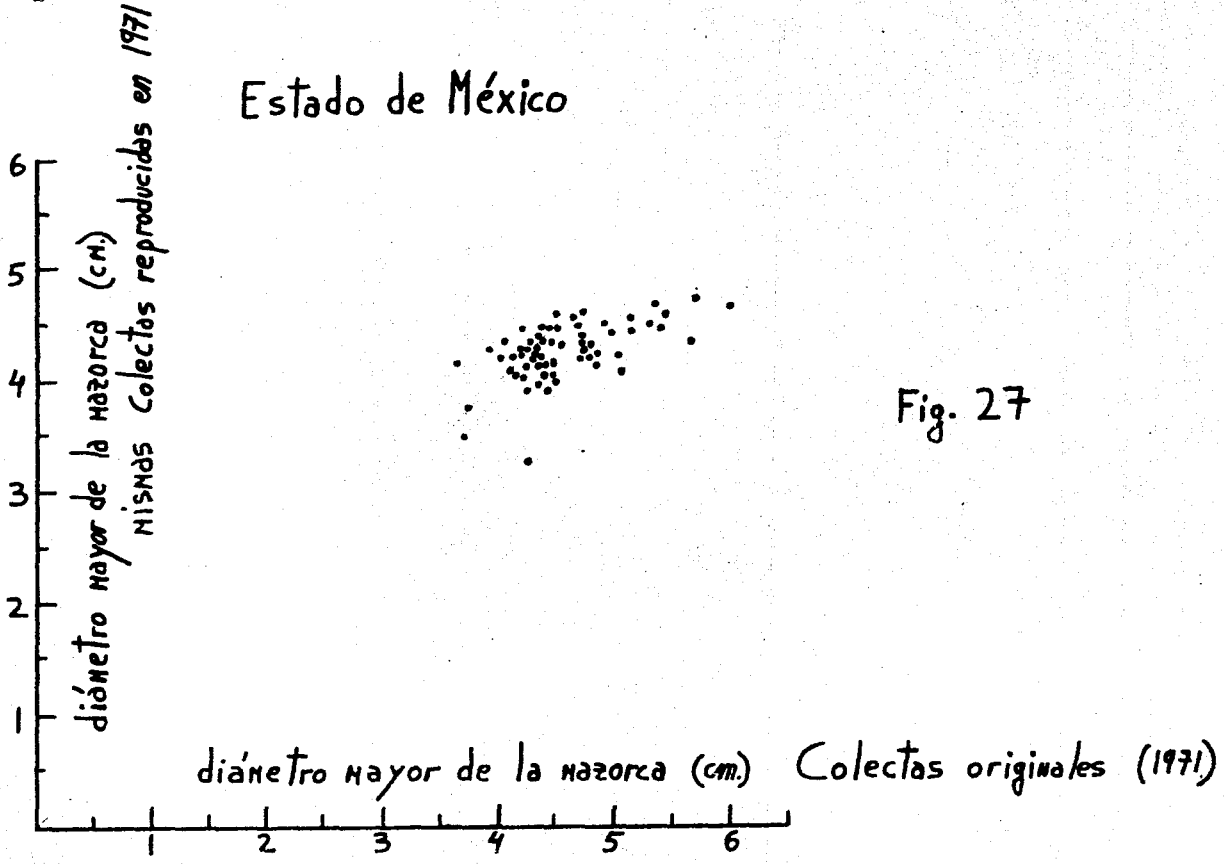 Estado de México
diámetro mayor de la mazorca (cm.)
mismas Colectas reproducidas en 1971
6
5
4
3
2
1
Fig. 27
diámetro mayor de la mazorca (cm.) Colectas originales (1971)
1 2 3 4 5 6